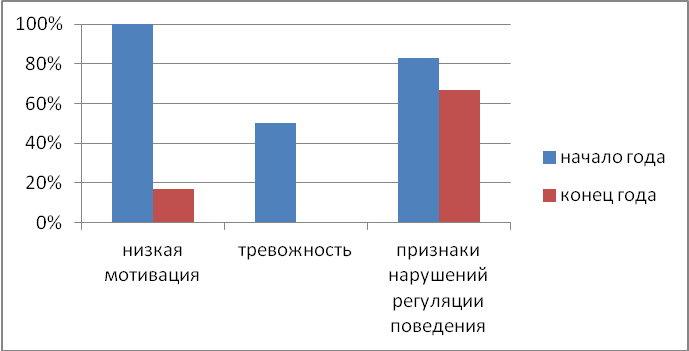 100%
80%
60%
40%
20%
0%
низкая
мотивация
тревожность
признаки
нарушений
регуляции
поведения
начало года
конец года